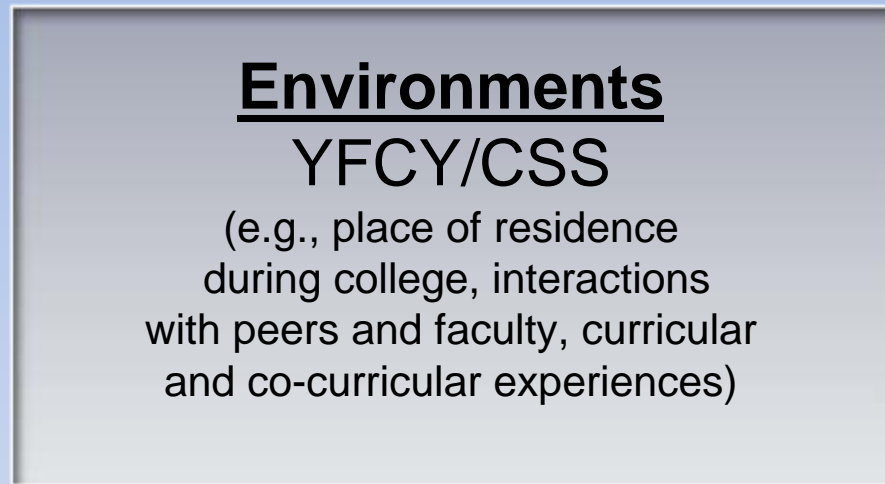 Environments
YFCY/CSS
(e.g., place of residence
during college, interactions
with peers and faculty, curricular
and co-curricular experiences)